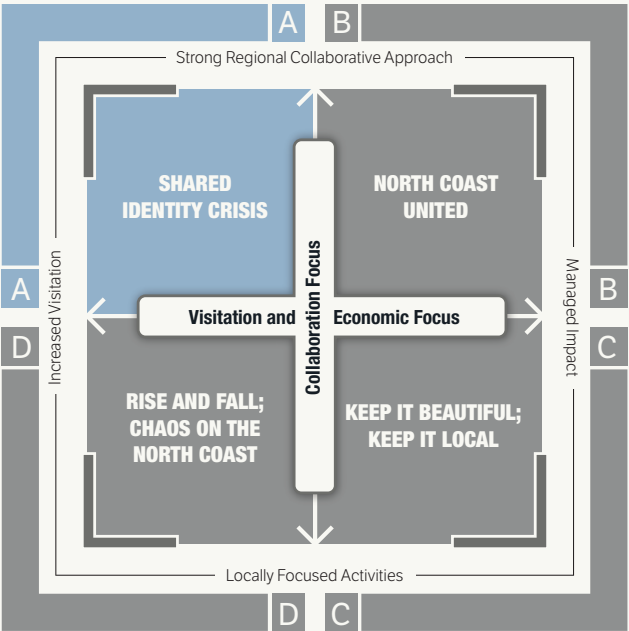 A B
Strong Regional Collaborative Approach
SHARED
IDENTITY CRISIS
NORTH COAST
UNITED
Increased Visitation
Collaboration Focus
Managed Impact
A
B
Visitation and Economic Focus
D
C
RISE AND FALL;
CHAOS ON THE
NORTH COAST
KEEP IT BEAUTIFUL;
KEEP IT LOCAL
Locally Focused Activities
D C